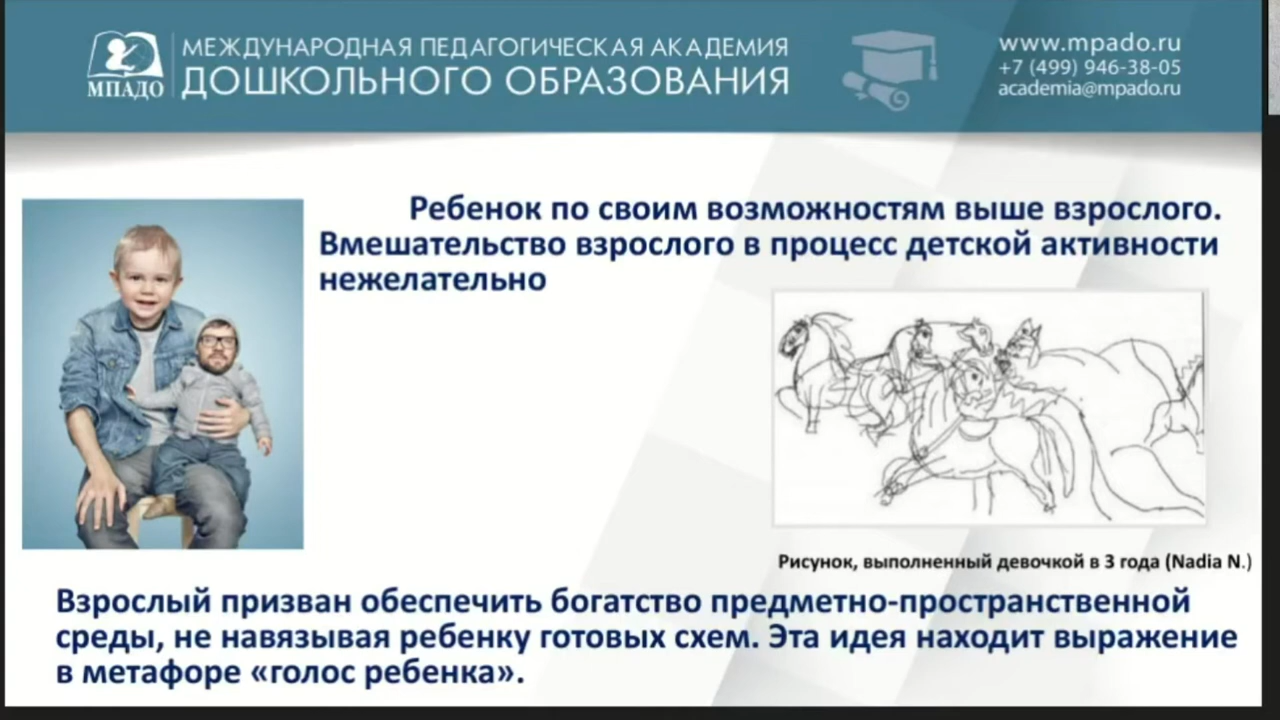 МПАДО
МЕЖДУНАРОДНАЯ ПЕДАГОГИЧЕСКАЯ АКАДЕМИЯ
ДОШКОЛЬНОГО ОБРАЗОВАНИЯ
www.mpado.ru
+7 (499) 946-38-05
academia@mpado.ru
Ребенок по своим возможностям выше взрослого.
Вмешательство взрослого в процесс детской активности
нежелательно
Рисунок, выполненный девочкой в 3 года (Nadia N.)
Взрослый призван обеспечить богатство предметно-пространственной
среды, не навязывая ребенку готовых схем. Эта идея находит выражение
в метафоре «голос ребенка».